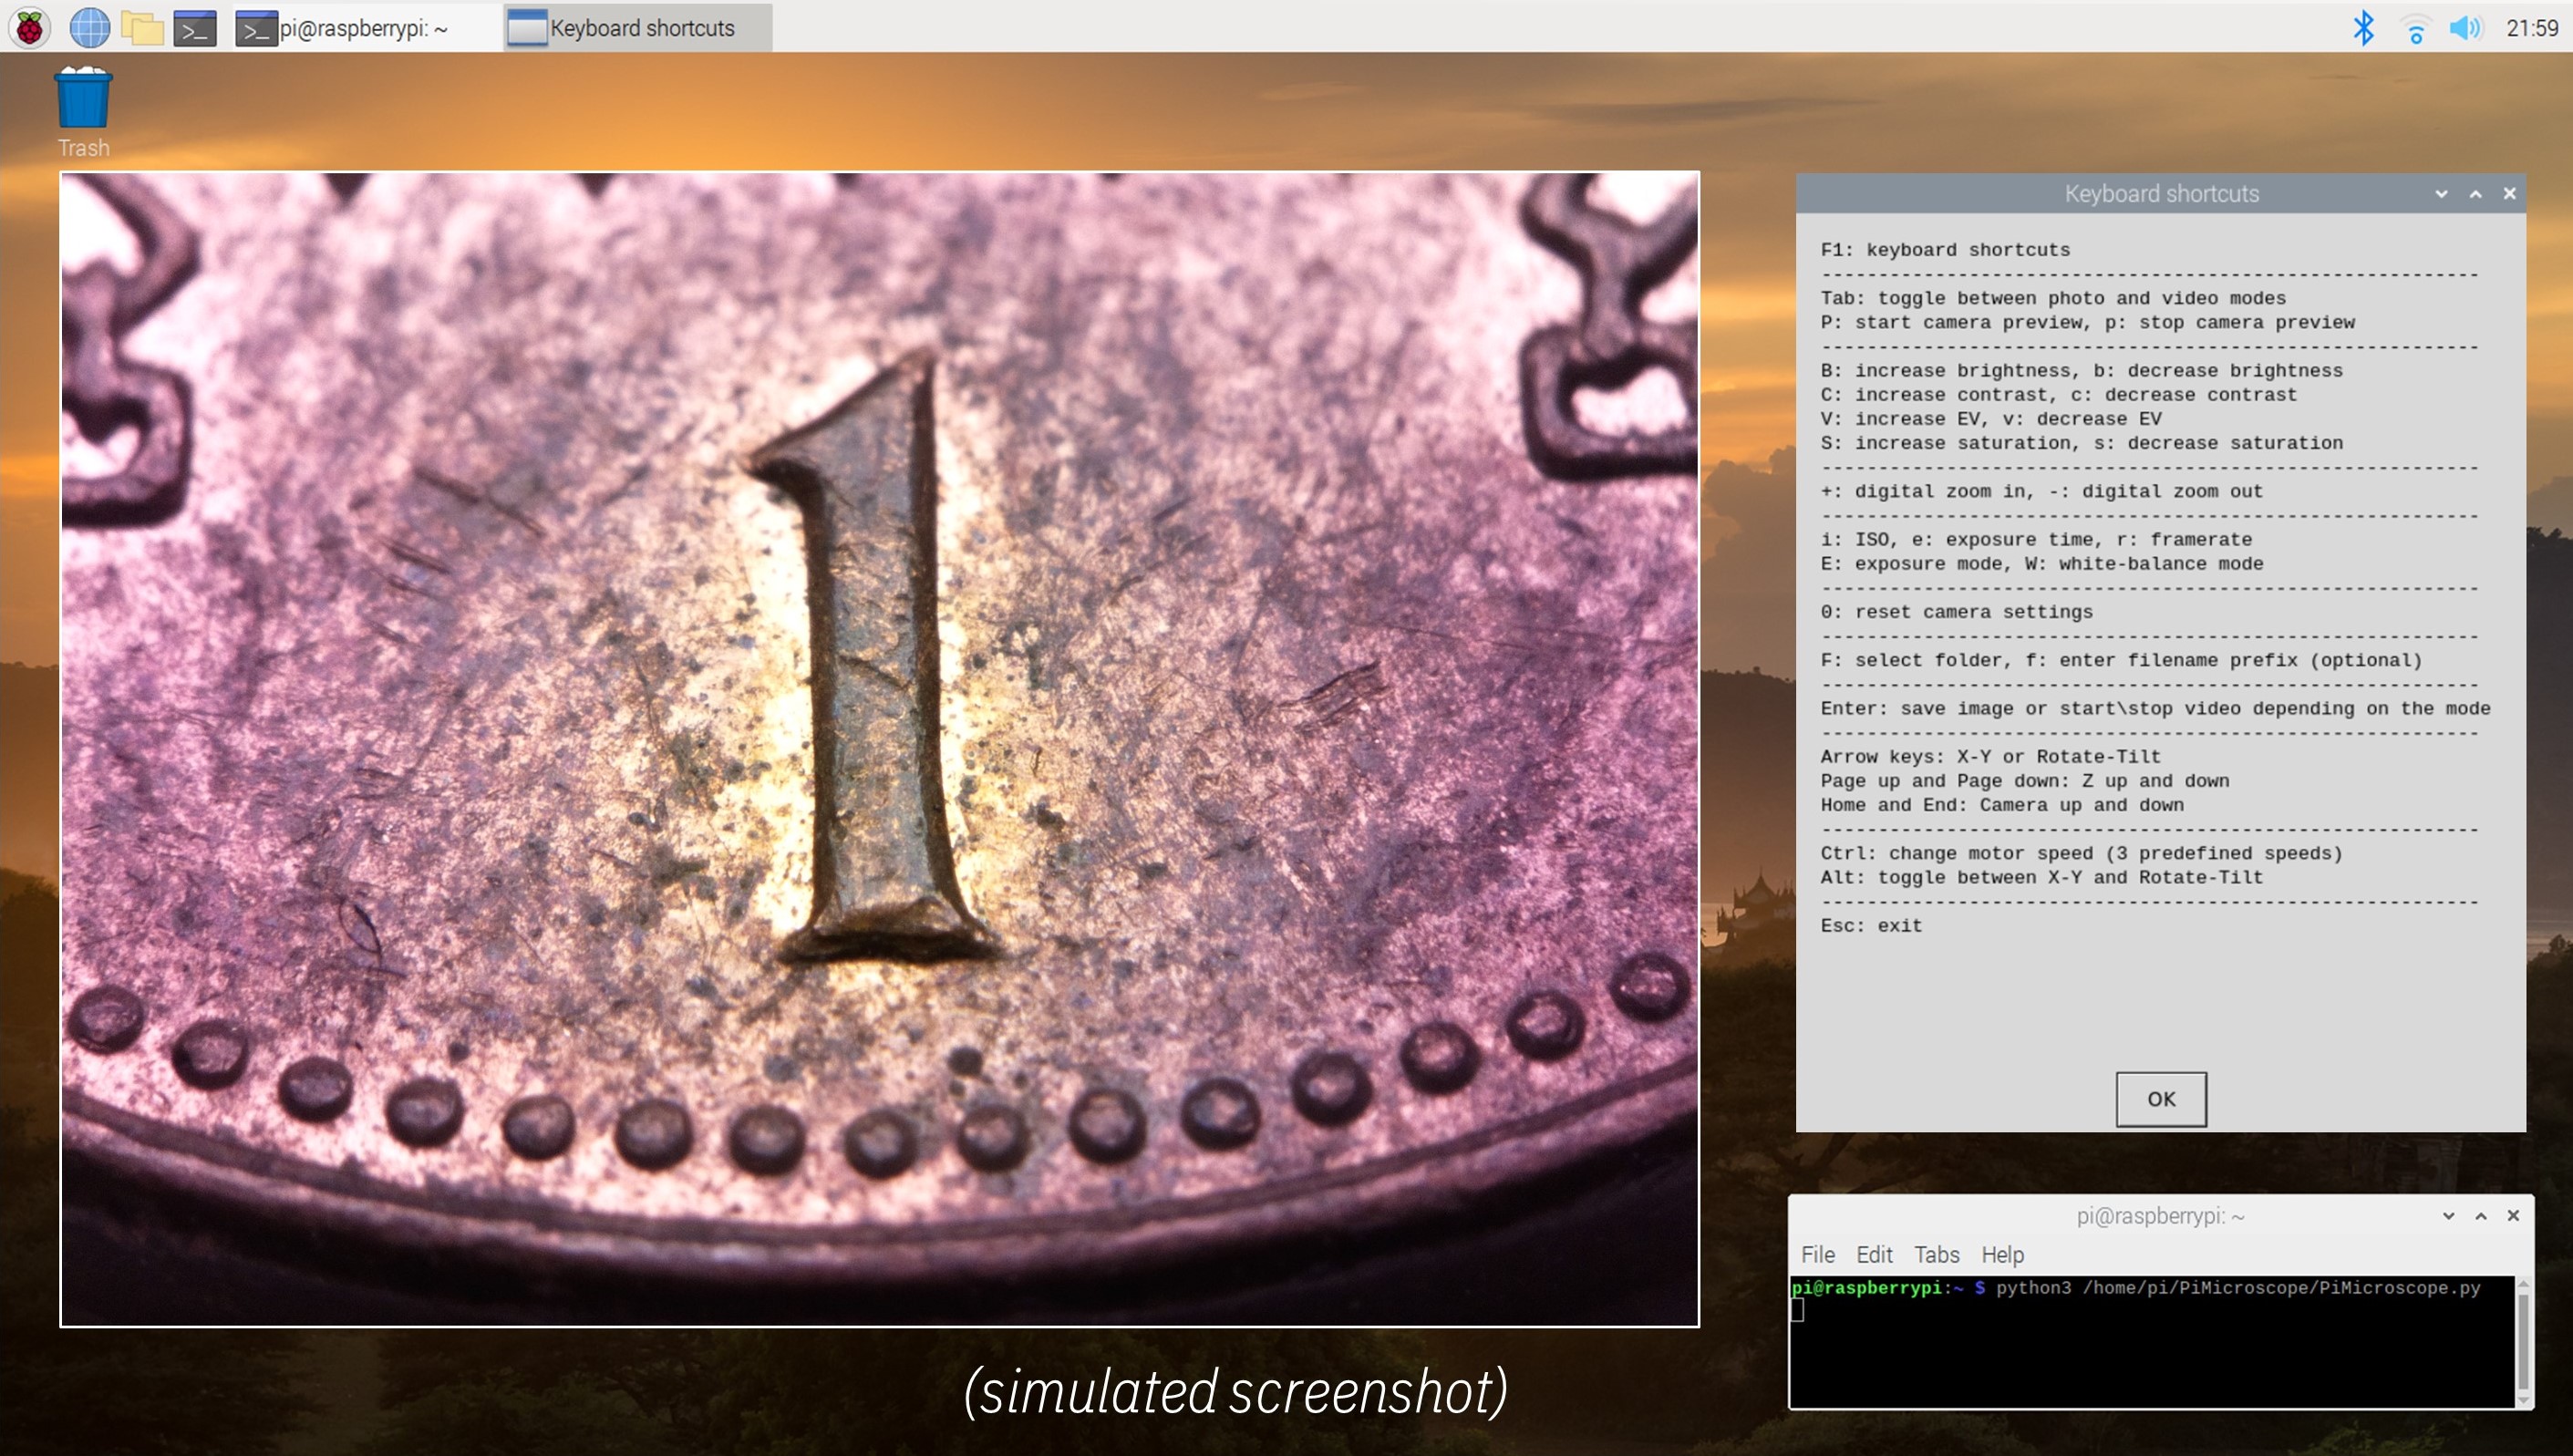 pi@raspberrypi: ~
Keyboard shortcuts
21:59
Trash
1
Keyboard shortcuts
F1: keyboard shortcuts
----------------------------------------------------------
Tab: toggle between photo and video modes
P: start camera preview, p: stop camera preview
----------------------------------------------------------
B: increase brightness, b: decrease brightness
C: increase contrast, c: decrease contrast
V: increase EV, v: decrease EV
S: increase saturation, s: decrease saturation
----------------------------------------------------------
+: digital zoom in, -: digital zoom out
----------------------------------------------------------
i: ISO, e: exposure time, r: framerate
E: exposure mode, W: white-balance mode
----------------------------------------------------------
0: reset camera settings
----------------------------------------------------------
F: select folder, f: enter filename prefix (optional)
----------------------------------------------------------
Enter: save image or start\stop video depending on the mode
----------------------------------------------------------
Arrow keys: X-Y or Rotate-Tilt
Page up and Page down: Z up and down
Home and End: Camera up and down
----------------------------------------------------------
Ctrl: change motor speed (3 predefined speeds)
Alt: toggle between X-Y and Rotate-Tilt
----------------------------------------------------------
Esc: exit
OK
pi@raspberrypi: ~
File Edit Tabs Help
pi@raspberrypi:~ $ python3 /home/pi/PiMicroscope/PiMicroscope.py
(simulated screenshot)